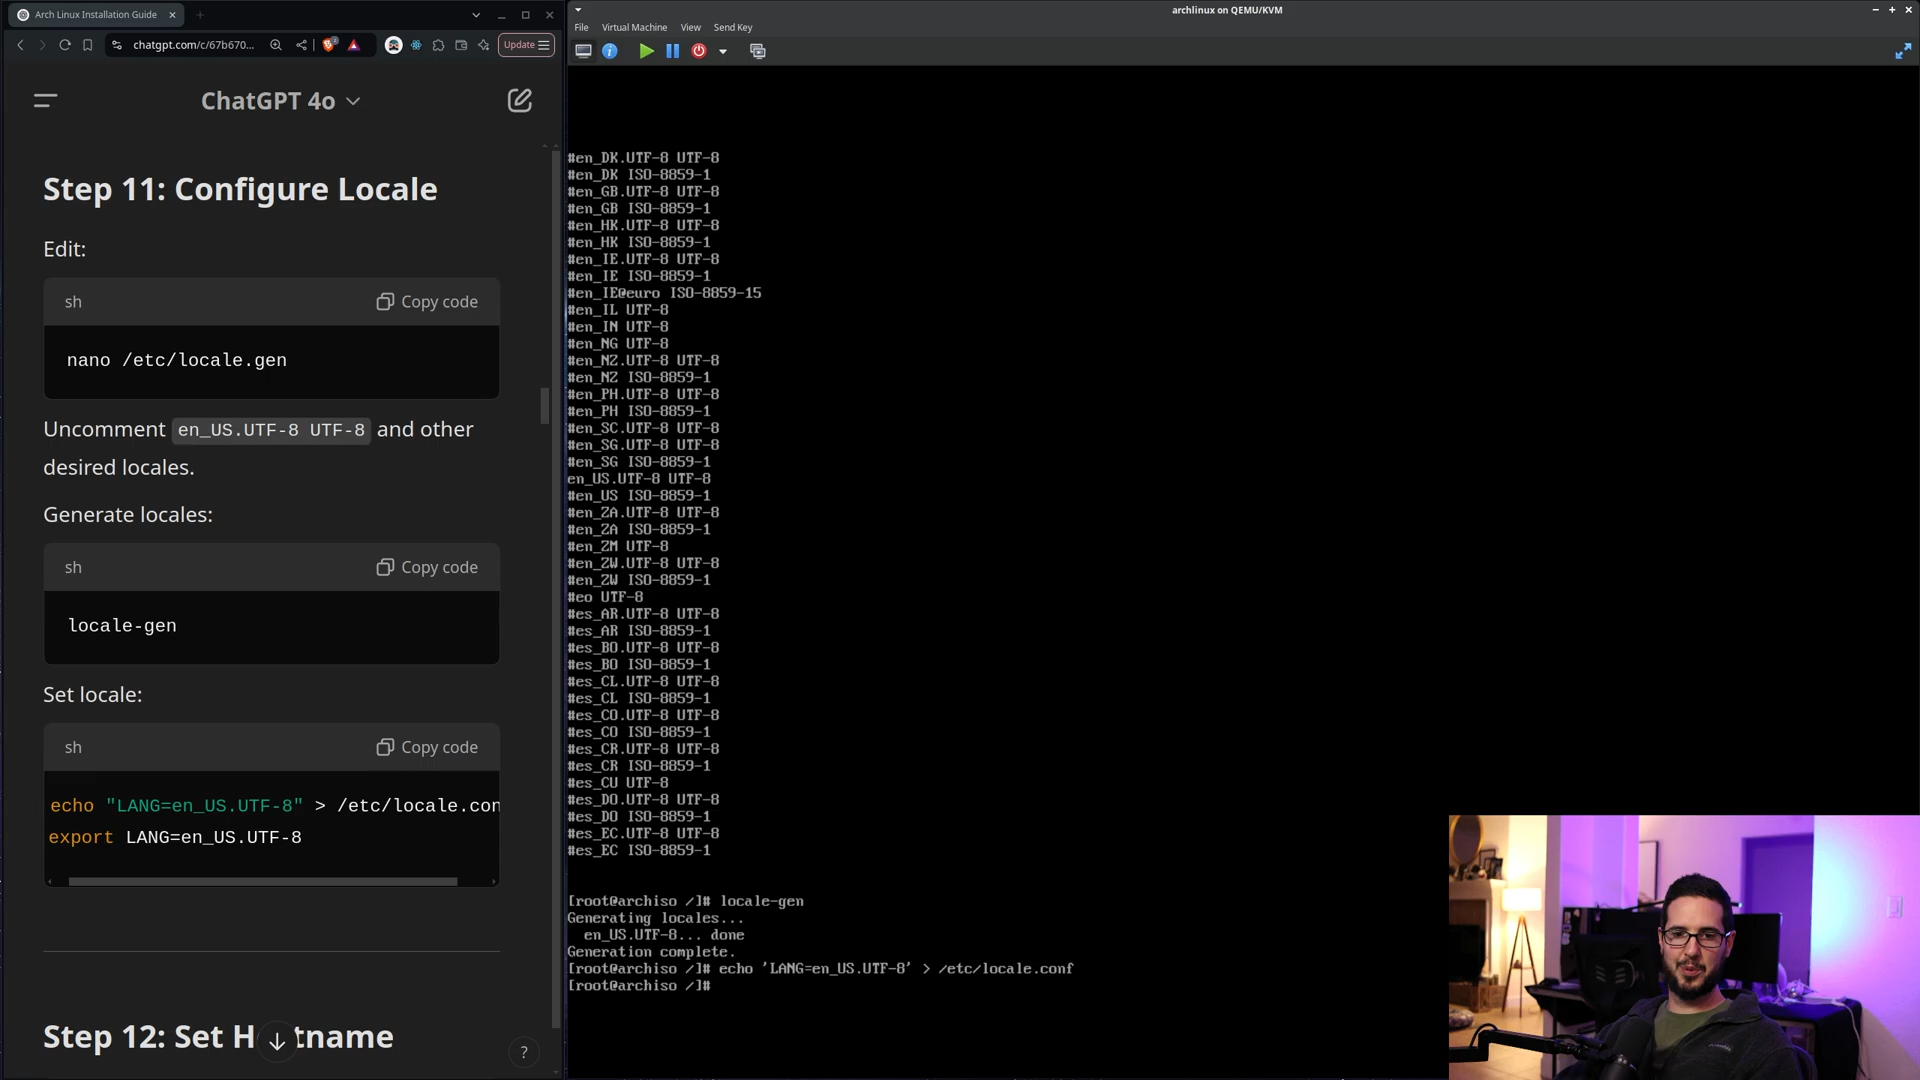 Arch Linux Installation Guide
chatgpt.com/c/67b670...
Update
ChatGPT 4o
Step 11: Configure Locale
Edit:
sh
Copy code
nano /etc/locale.gen
Uncomment en_US.UTF-8 UTF-8 and other
desired locales.
Generate locales:
sh
Copy code
locale-gen
Set locale:
sh
Copy code
echo "LANG=en_US.UTF-8" > /etc/locale.con
export LANG=en_US.UTF-8
Step 12: Set H tname
?
archlinux on QEMU/KVM
File Virtual Machine View Send Key
#en_DK.UTF-8 UTF-8
#en_DK ISO-8859-1
#en_GB.UTF-8 UTF-8
#en_GB ISO-8859-1
#en_HK.UTF-8 UTF-8
#en_HK ISO-8859-1
#en_IE.UTF-8 UTF-8
#en_IE ISO-8859-1
#en_IE@euro ISO-8859-15
#en_IL UTF-8
#en_IN UTF-8
#en_NG UTF-8
#en_NZ.UTF-8 UTF-8
#en_NZ ISO-8859-1
#en_PH.UTF-8 UTF-8
#en_PH ISO-8859-1
#en_SC.UTF-8 UTF-8
#en_SG.UTF-8 UTF-8
#en_SG ISO-8859-1
en_US.UTF-8 UTF-8
#en_US ISO-8859-1
#en_ZA.UTF-8 UTF-8
#en_ZA ISO-8859-1
#en_ZM UTF-8
#en_ZW.UTF-8 UTF-8
#en_ZW ISO-8859-1
#eo UTF-8
#es_AR.UTF-8 UTF-8
#es_AR ISO-8859-1
#es_BO.UTF-8 UTF-8
#es_BO ISO-8859-1
#es_CL.UTF-8 UTF-8
#es_CL ISO-8859-1
#es_CO.UTF-8 UTF-8
#es_CO ISO-8859-1
#es_CR.UTF-8 UTF-8
#es_CR ISO-8859-1
#es_CU UTF-8
#es_DO.UTF-8 UTF-8
#es_DO ISO-8859-1
#es_EC.UTF-8 UTF-8
#es_EC ISO-8859-1
[root@archiso /]# locale-gen
Generating locales...
en_US.UTF-8... done
Generation complete.
[root@archiso /]# echo 'LANG=en_US.UTF-8' > /etc/locale.conf
[root@archiso /]#